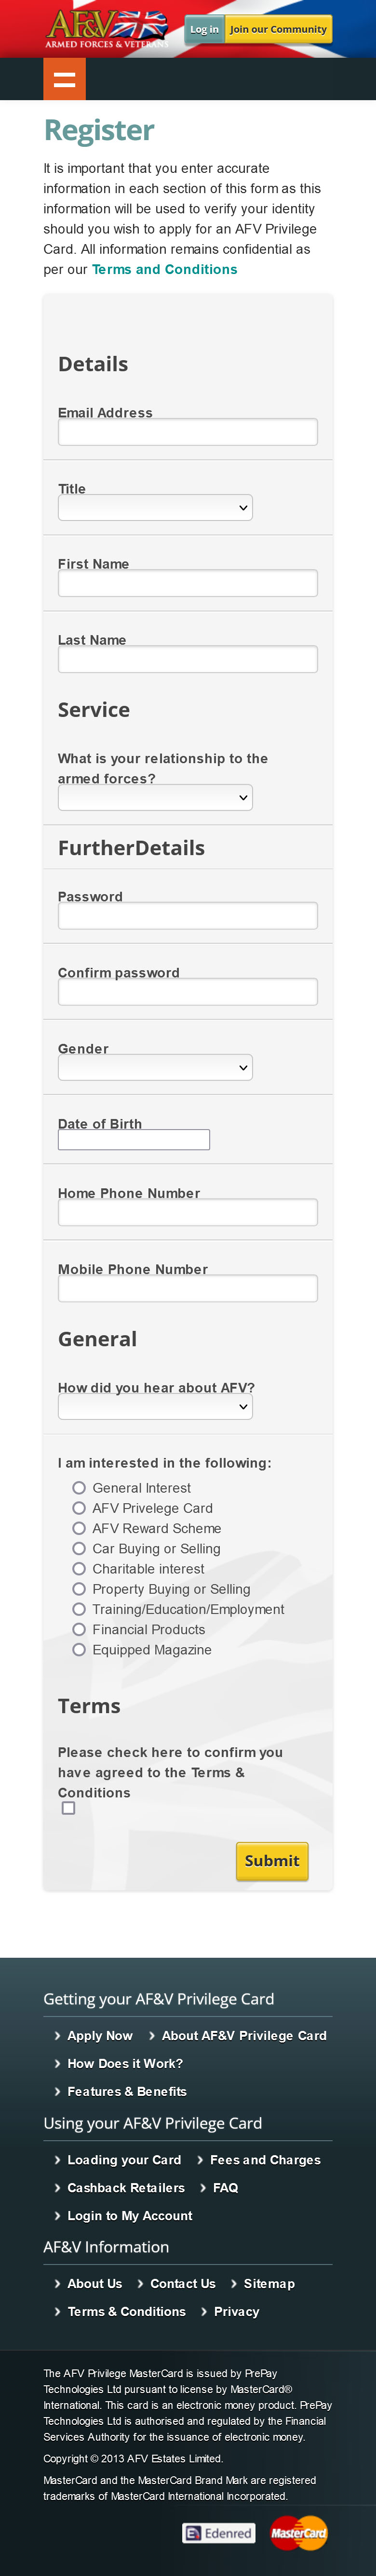 AF&V
ARMED FORCES & VETERANS
Log in
Join our Community
Register
It is important that you enter accurate
information in each section of this form as this
information will be used to verify your identity
should you wish to apply for an AFV Privilege
Card. All information remains confidential as
per our Terms and Conditions
Details
Email Address
Title
First Name
Last Name
Service
What is your relationship to the
armed forces?
FurtherDetails
Password
Confirm password
Gender
Date of Birth
Home Phone Number
Mobile Phone Number
General
How did you hear about AFV?
I am interested in the following:
General Interest
AFV Privelege Card
AFV Reward Scheme
Car Buying or Selling
Charitable interest
Property Buying or Selling
Training/Education/Employment
Financial Products
Equipped Magazine
Terms
Please check here to confirm you
have agreed to the Terms &
Conditions
Submit
Getting your AF&V Privilege Card
Apply Now About AF&V Privilege Card
How Does it Work?
Features & Benefits
Using your AF&V Privilege Card
Loading your Card Fees and Charges
Cashback Retailers FAQ
Login to My Account
AF&V Information
About Us Contact Us Sitemap
Terms & Conditions Privacy
The AFV Privilege MasterCard is issued by PrePay
Technologies Ltd pursuant to license by MasterCard®
International. This card is an electronic money product. PrePay
Technologies Ltd is authorised and regulated by the Financial
Services Authority for the issuance of electronic money.
Copyright © 2013 AFV Estates Limited.
MasterCard and the MasterCard Brand Mark are registered
trademarks of MasterCard International Incorporated.
Edenred MasterCard